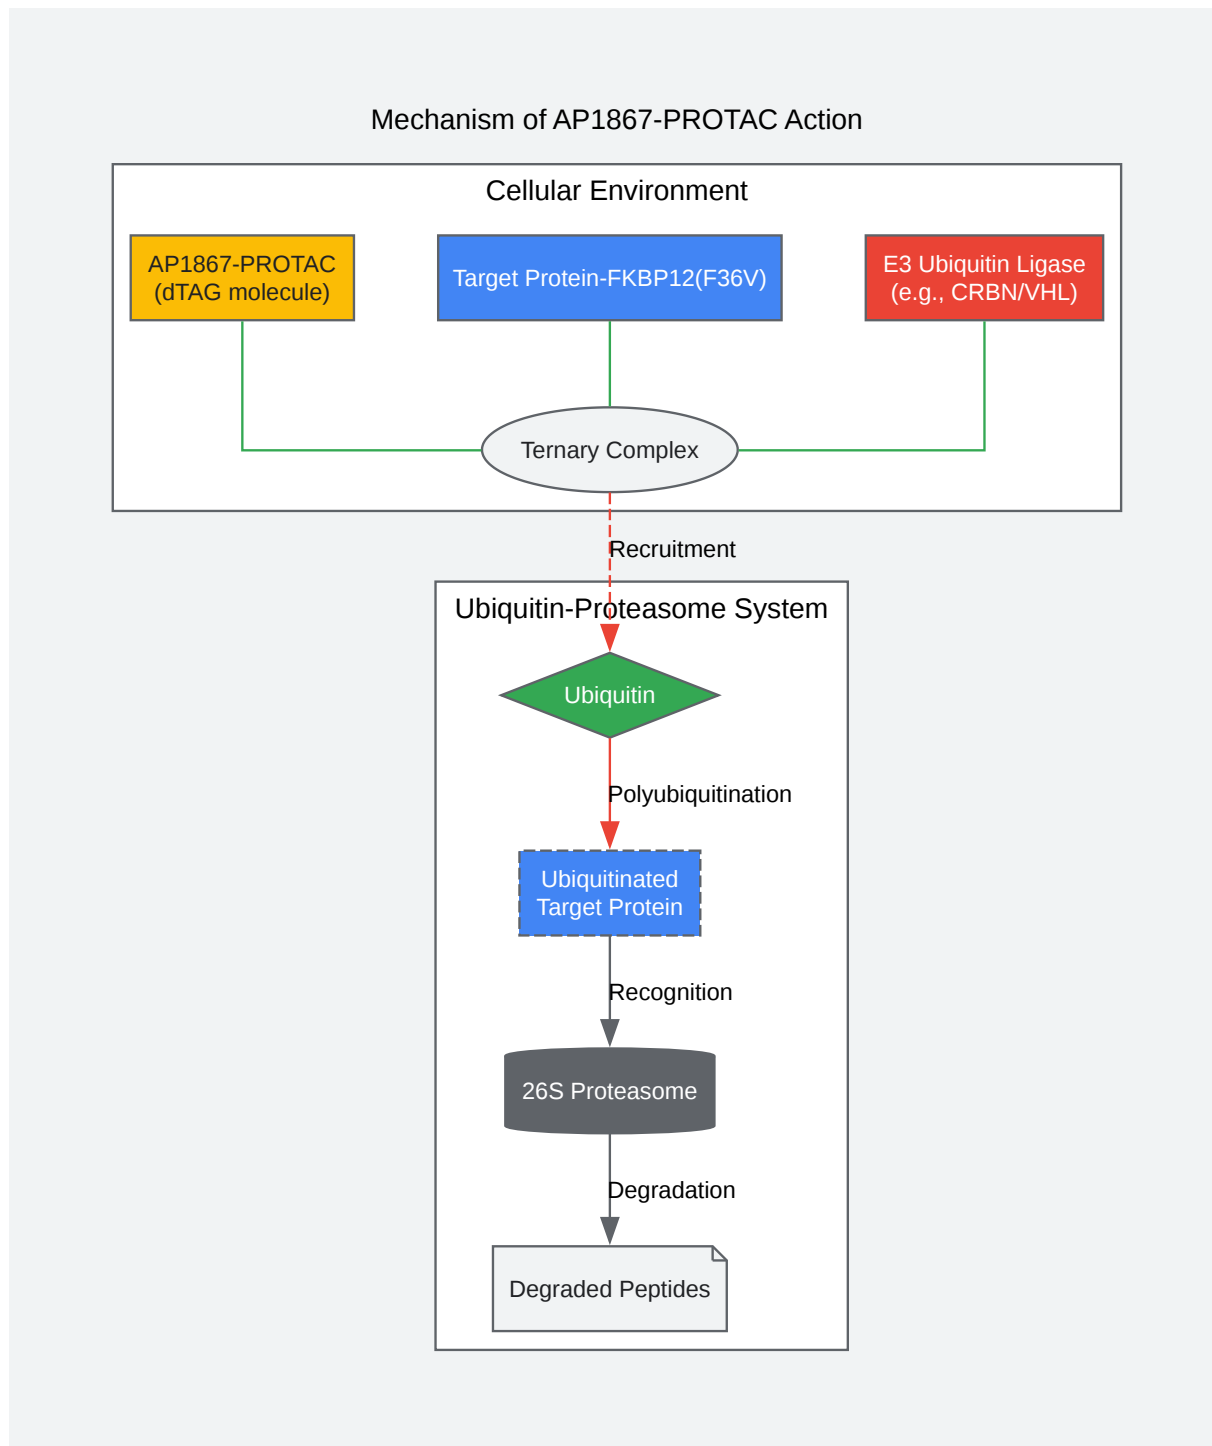 Mechanism of AP1867-PROTAC Action
Cellular Environment
AP1867-PROTAC
(dTAG molecule)
Target Protein-FKBP12(F36V)
E3 Ubiquitin Ligase
(e.g., CRBN/VHL)
Ternary Complex
Recruitment
Ubiquitin-Proteasome System
Ubiquitin
Polyubiquitination
Ubiquitinated
Target Protein
Recognition
26S Proteasome
Degradation
Degraded Peptides